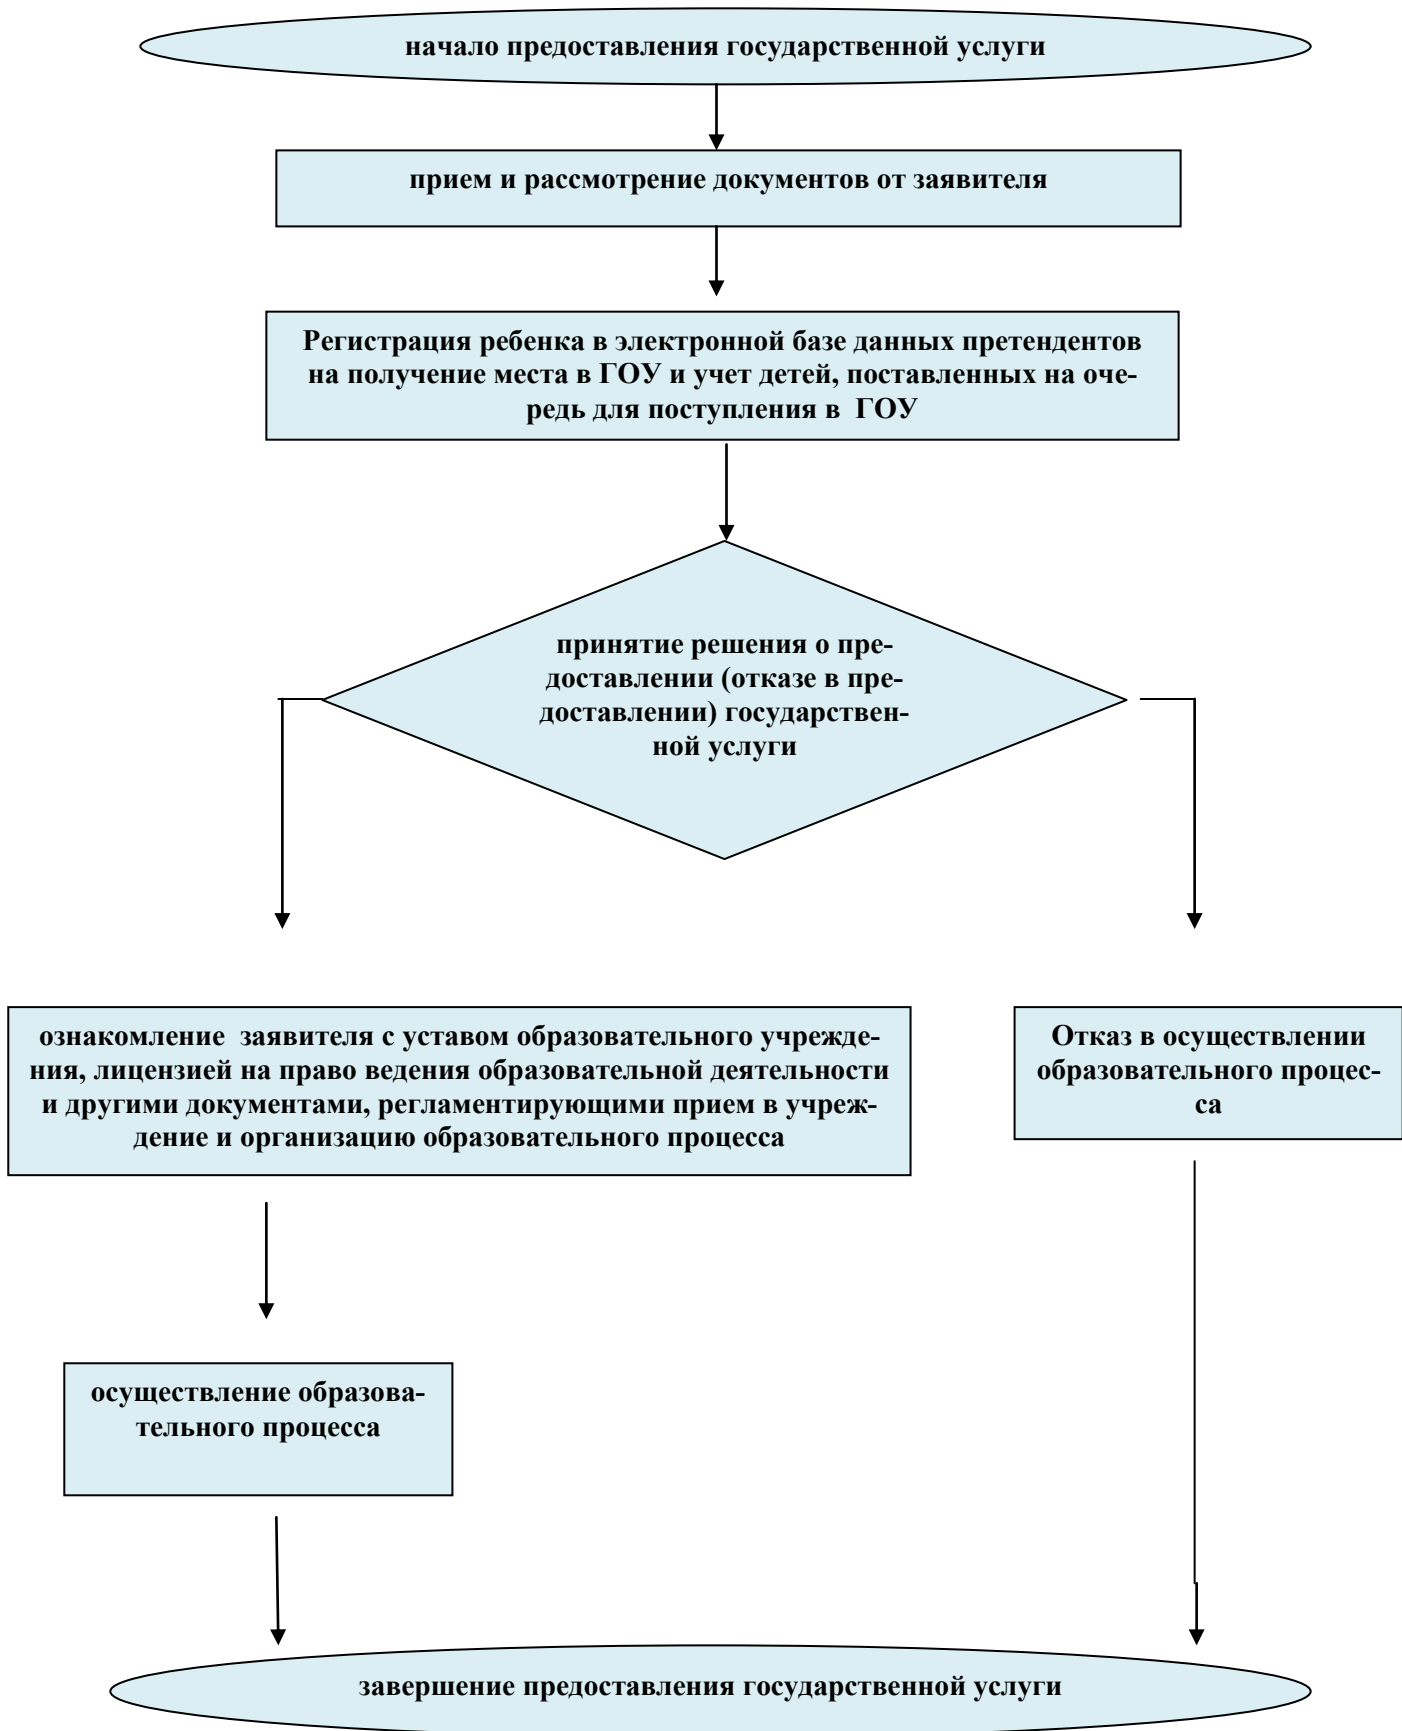 начало предоставления государственной услуги
прием и рассмотрение документов от заявителя
Регистрация ребенка в электронной базе данных претендентов
на получение места в ГОУ и учет детей, поставленных на оче-
редь для поступления в  ГОУ
принятие решения о пре-
доставлении (отказе в пре-
доставлении) государствен-
ной услуги
ознакомление  заявителя с уставом образовательного учрежде-
ния, лицензией на право ведения образовательной деятельности
и другими документами, регламентирующими прием в учреж-
дение и организацию образовательного процесса
Отказ в осуществлении
образовательного процес-
са
осуществление образова-
тельного процесса
завершение предоставления государственной услуги